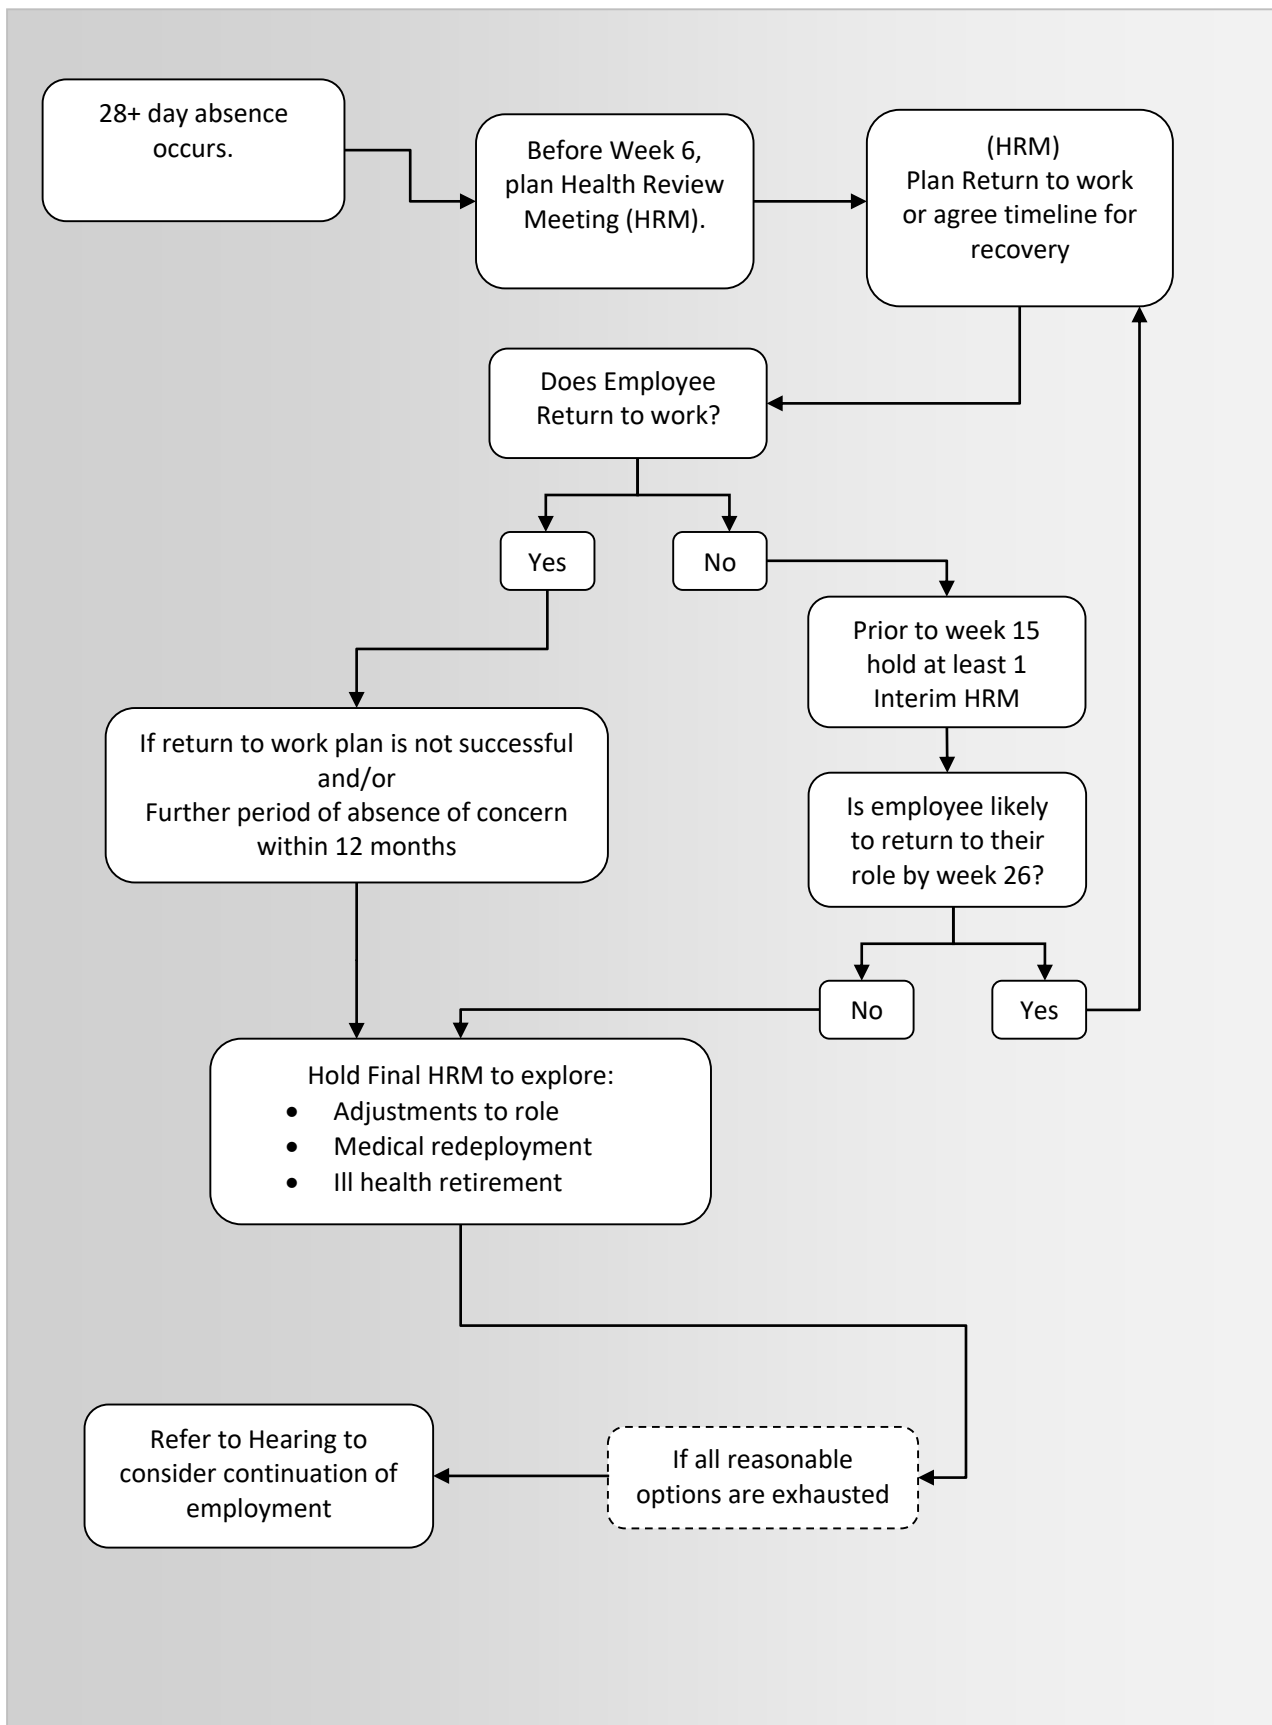 28+ day absence
occurs.
Before Week 6,
plan Health Review
Meeting (HRM).
(HRM)
Plan Return to work
or agree timeline for
recovery
Does Employee
Return to work?
Yes
No
Prior to week 15
hold at least 1
Interim HRM
If return to work plan is not successful
and/or
Further period of absence of concern
within 12 months
Is employee likely
to return to their
role by week 26?
No
Yes
Hold Final HRM to explore:
• Adjustments to role
• Medical redeployment
• Ill health retirement
If all reasonable
options are exhausted
Refer to Hearing to
consider continuation of
employment